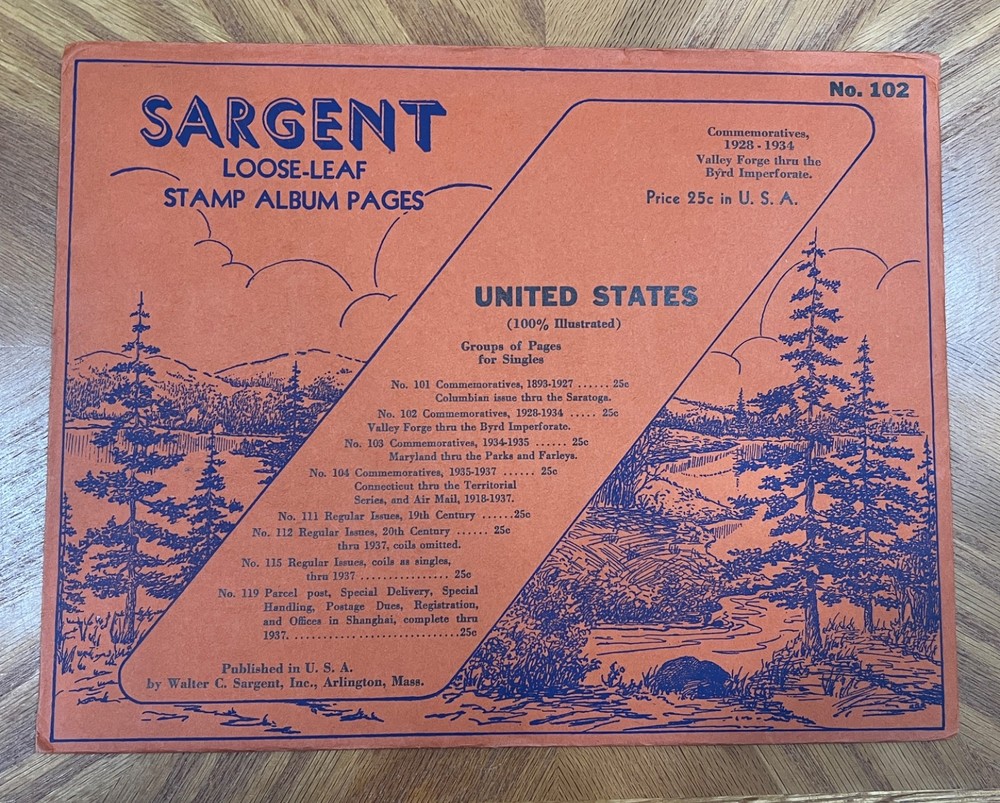 SARGENT
LOOSE-LEAF
STAMP ALBUM PAGES
No. 102
Commemoratives,
1928 - 1934
Valley Forge thru the
Byrd Imperforate.
Price 25c in U. S. A.
UNITED STATES
(100% Illustrated)
Groups of Pages
for Singles
No. 101 Commemoratives, 1893-1927 ...... 25c
Columbian issue thru the Saratoga.
No. 102 Commemoratives, 1928-1934 ..... 25c
Valley Forge thru the Byrd Imperforate.
No. 103 Commemoratives, 1934-1935 ...... 25c
Maryland thru the Parks and Farleys.
No. 104 Commemoratives, 1935-1937 ...... 25c
Connecticut thru the Territorial
Series, and Air Mail, 1918-1937.
No. 111 Regular Issues, 19th Century ......25c
No. 112 Regular Issues, 20th Century ...... 25c
thru 1937, coils omitted.
No. 115 Regular Issues, coils as singles,
thru 1937 ................ 25c
No. 119 Parcel post, Special Delivery, Special
Handling, Postage Dues, Registration,
and Offices in Shanghai, complete thru
1937. .............................25c
Published in U. S. A.
by Walter C. Sargent, Inc., Arlington, Mass.